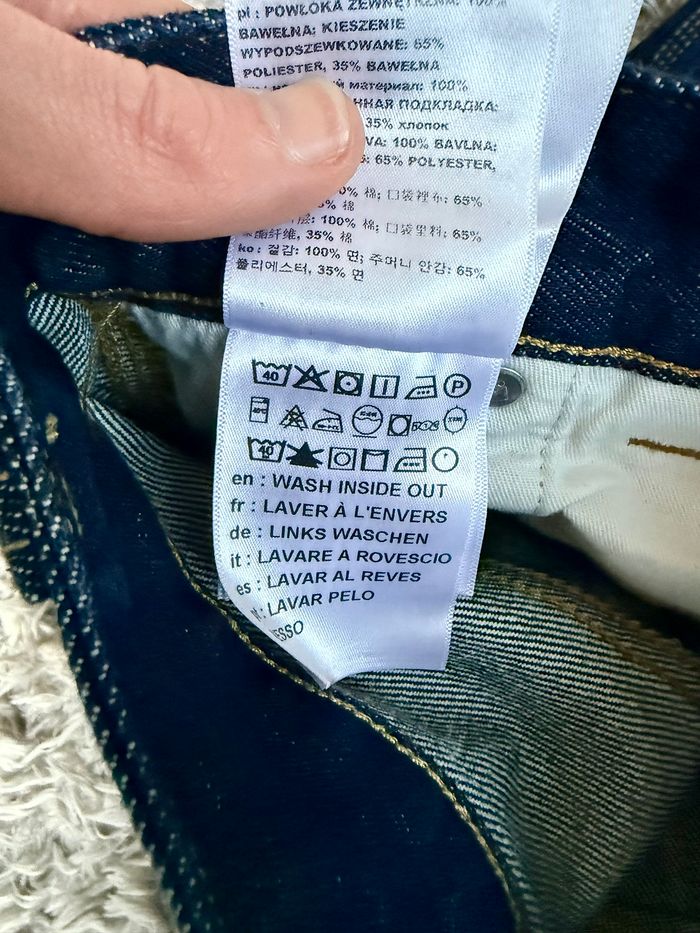 pl : POWŁOKA ZEWNĘTRZNA: 100%
BAWEŁNA; KIESZENIE
WYPODSZEWKOWANE: 65%
POLIESTER, 35% BAWEŁNA
материал: 100%
ПОДКЛАДКА:
35% хлопок
100% BAVLNA;
65% POLYESTER,
棉; 口袋裡布: 65%
棉
100% 棉; 口袋里料: 65%
35% 棉
ko : 겉감: 100% 면; 주머니 안감: 65%
폴리에스터, 35% 면
40 P
40
en : WASH INSIDE OUT
fr : LAVER À L'ENVERS
de : LINKS WASCHEN
it : LAVARE A ROVESCIO
es : LAVAR AL REVES
LAVAR PELO